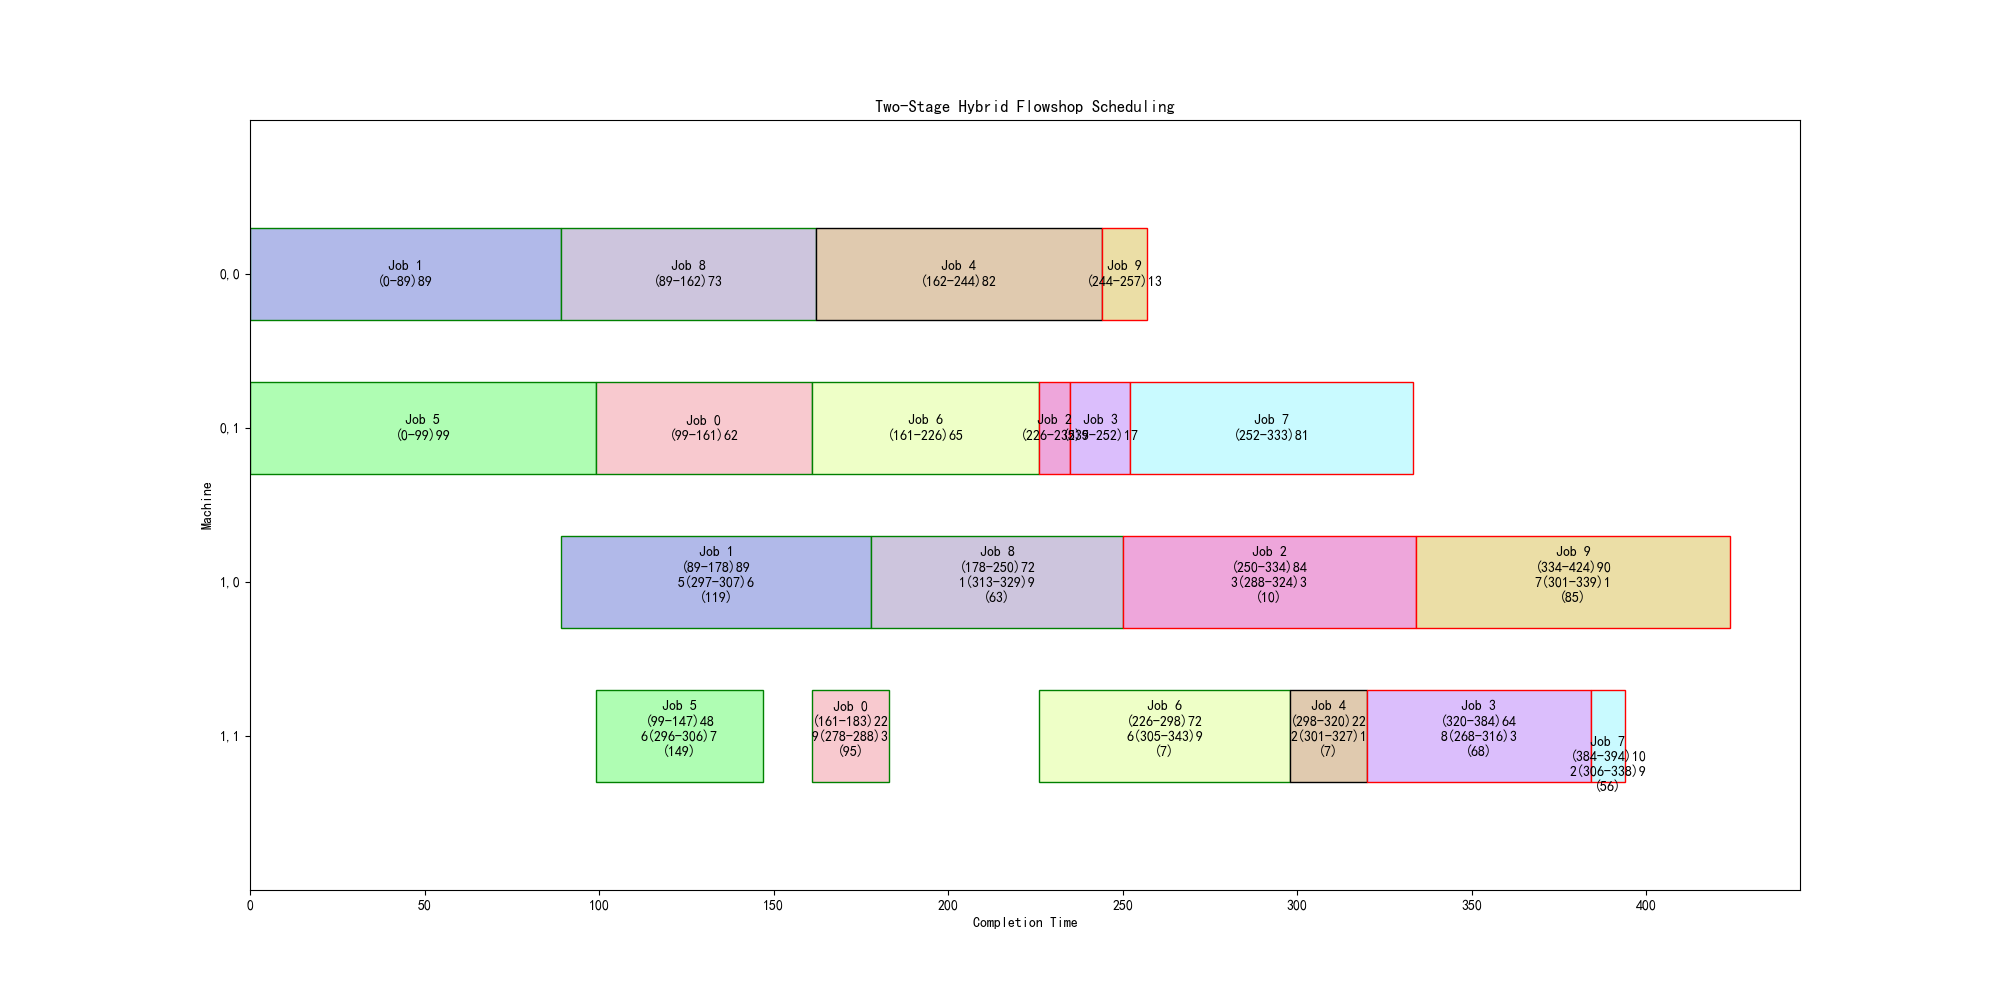 Two-Stage Hybrid Flowshop Scheduling
Machine
0,0
Job 1
(0-89)89
Job 8
(89-162)73
Job 4
(162-244)82
Job 9
(244-257)13
0,1
Job 5
(0-99)99
Job 0
(99-161)62
Job 6
(161-226)65
Job 2
(226-235)9
Job 3
(235-252)17
Job 7
(252-333)81
1,0
Job 1
(89-178)89
5(297-307)6
(119)
Job 8
(178-250)72
1(313-329)9
(63)
Job 2
(250-334)84
3(288-324)3
(10)
Job 9
(334-424)90
7(301-339)1
(85)
1,1
Job 5
(99-147)48
6(296-306)7
(149)
Job 0
(161-183)22
9(278-288)3
(95)
Job 6
(226-298)72
6(305-343)9
(7)
Job 4
(298-320)22
2(301-327)1
(7)
Job 3
(320-384)64
8(268-316)3
(68)
Job 7
(384-394)10
2(306-338)9
(56)
0
50
100
150
200
250
300
350
400
Completion Time